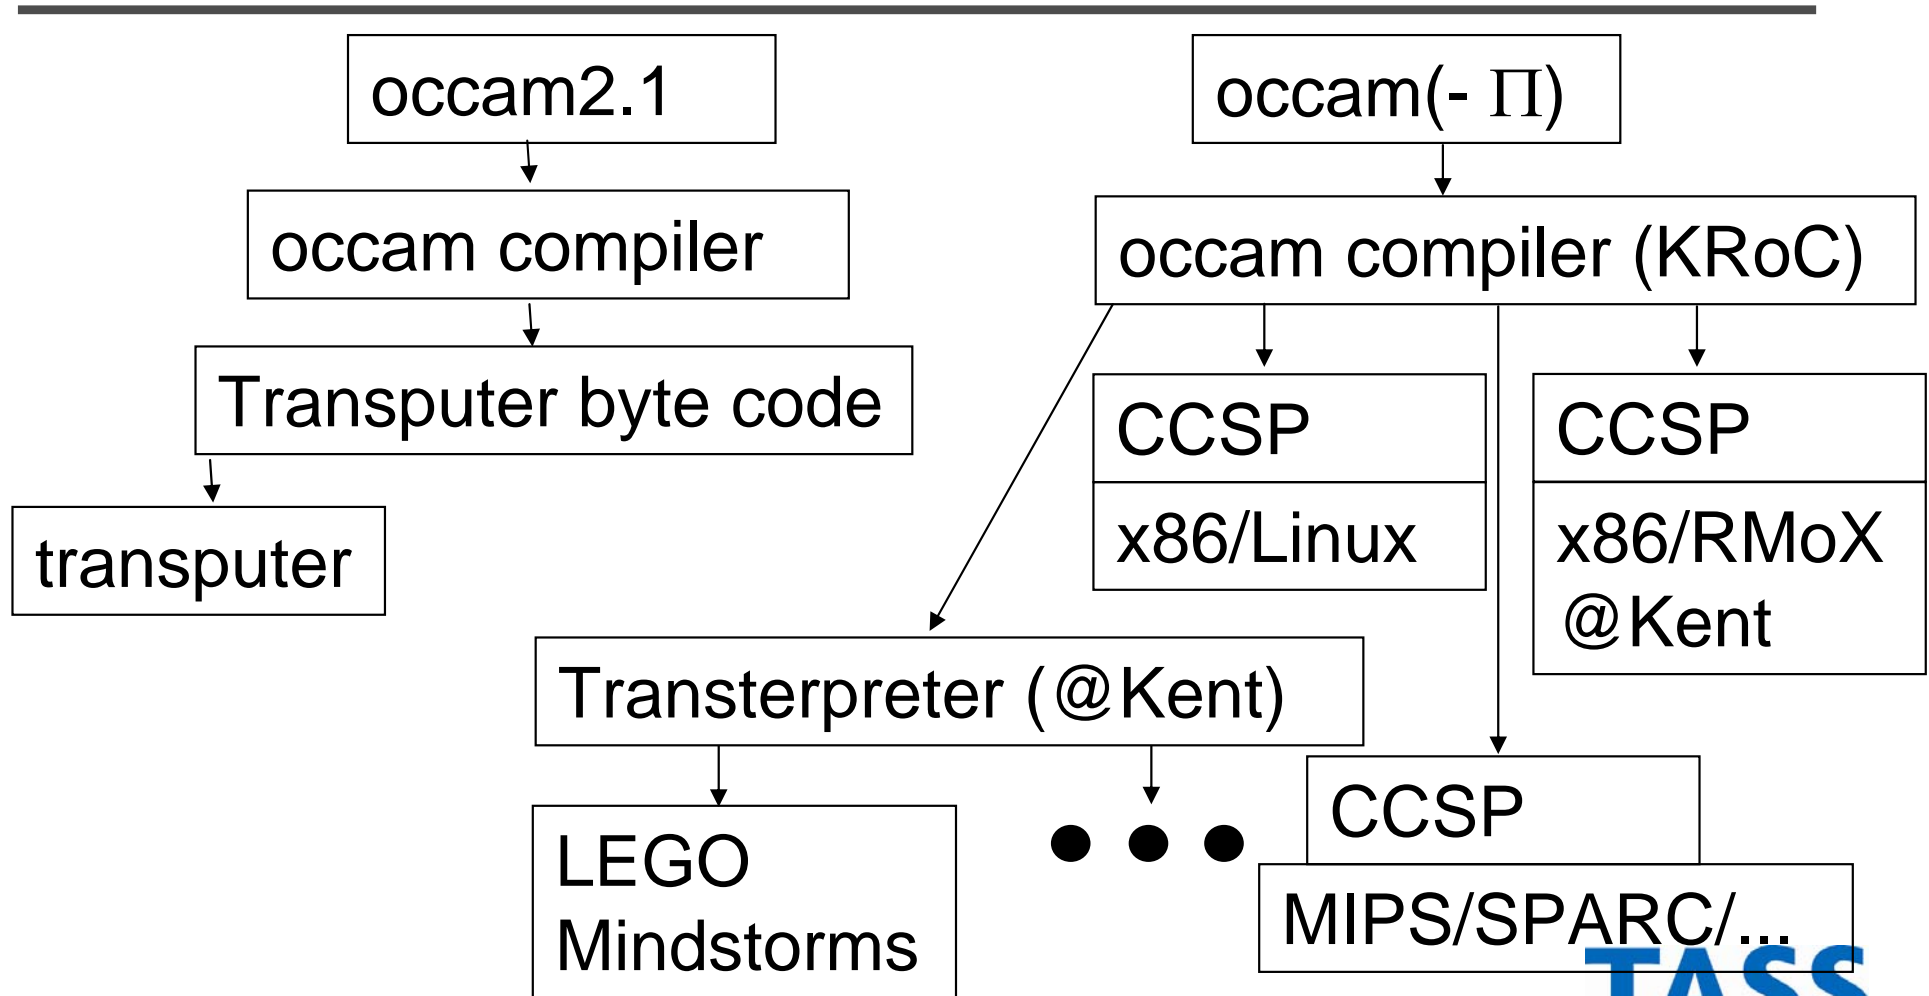 occam2.1
occam compiler
Transputer byte code
transputer
occam(- Π)
occam compiler (KRoC)
CCSP
x86/Linux
CCSP
x86/RMoX
@Kent
Transterpreter (@Kent)
LEGO
Mindstorms
•••
CCSP
MIPS/SPARC/...
TASS